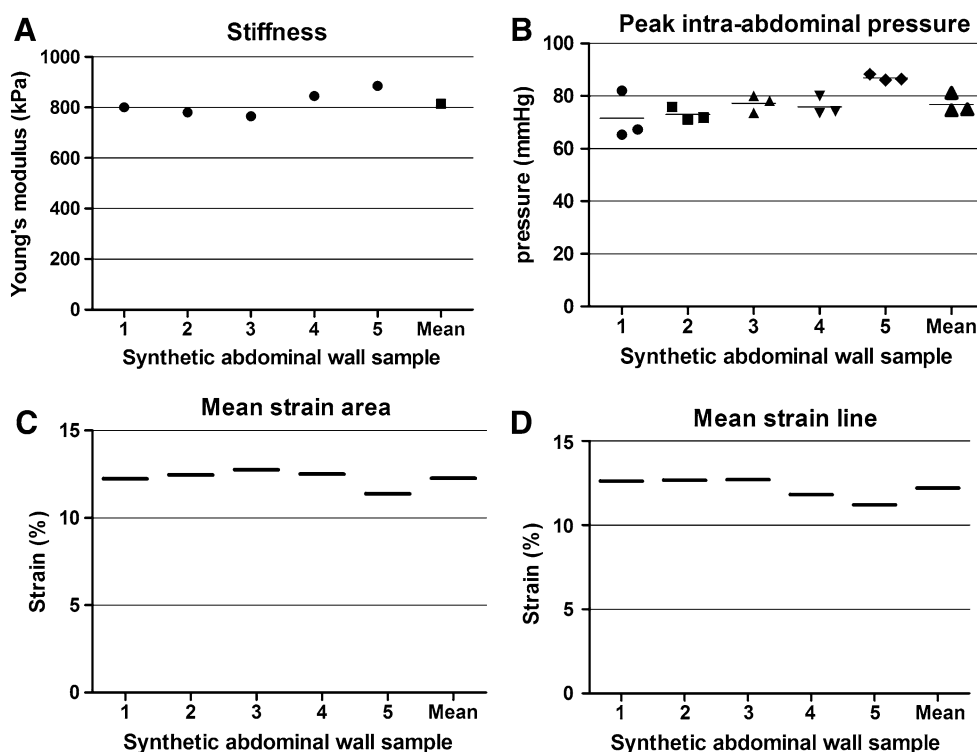 A
Stiffness
1000
800
600
400
200
0
Young's modulus (kPa)
1 2 3 4 5 Mean
Synthetic abdominal wall sample
B
Peak intra-abdominal pressure
100
80
60
40
20
0
pressure (mmHg)
1 2 3 4 5 Mean
Synthetic abdominal wall sample
C
Mean strain area
15
10
5
0
Strain (%)
1 2 3 4 5 Mean
Synthetic abdominal wall sample
D
Mean strain line
15
10
5
0
Strain (%)
1 2 3 4 5 Mean
Synthetic abdominal wall sample